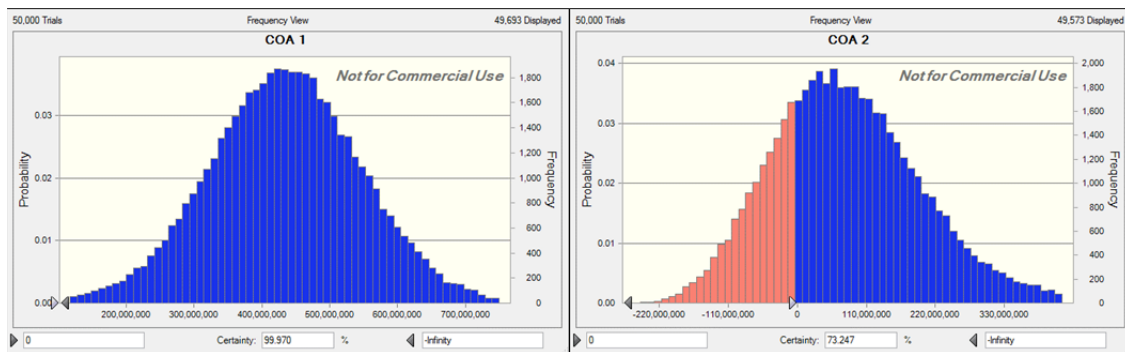 50,000 Trials Frequency View 49,693 Displayed
COA 1
Not for Commercial Use
Probability
0.03
0.02
0.01
0.00
1,800
1,600
1,400
1,200
1,000
800
600
400
200
0
Frequency
200,000,000 300,000,000 400,000,000 500,000,000 600,000,000 700,000,000
0 Certainty: 99.970 % -Infinity
50,000 Trials Frequency View 49,573 Displayed
COA 2
Not for Commercial Use
Probability
0.04
0.03
0.02
0.01
0.00
2,000
1,800
1,600
1,400
1,200
1,000
800
600
400
200
0
Frequency
-220,000,000 -110,000,000 0 110,000,000 220,000,000 330,000,000
0 Certainty: 73.247 % -Infinity